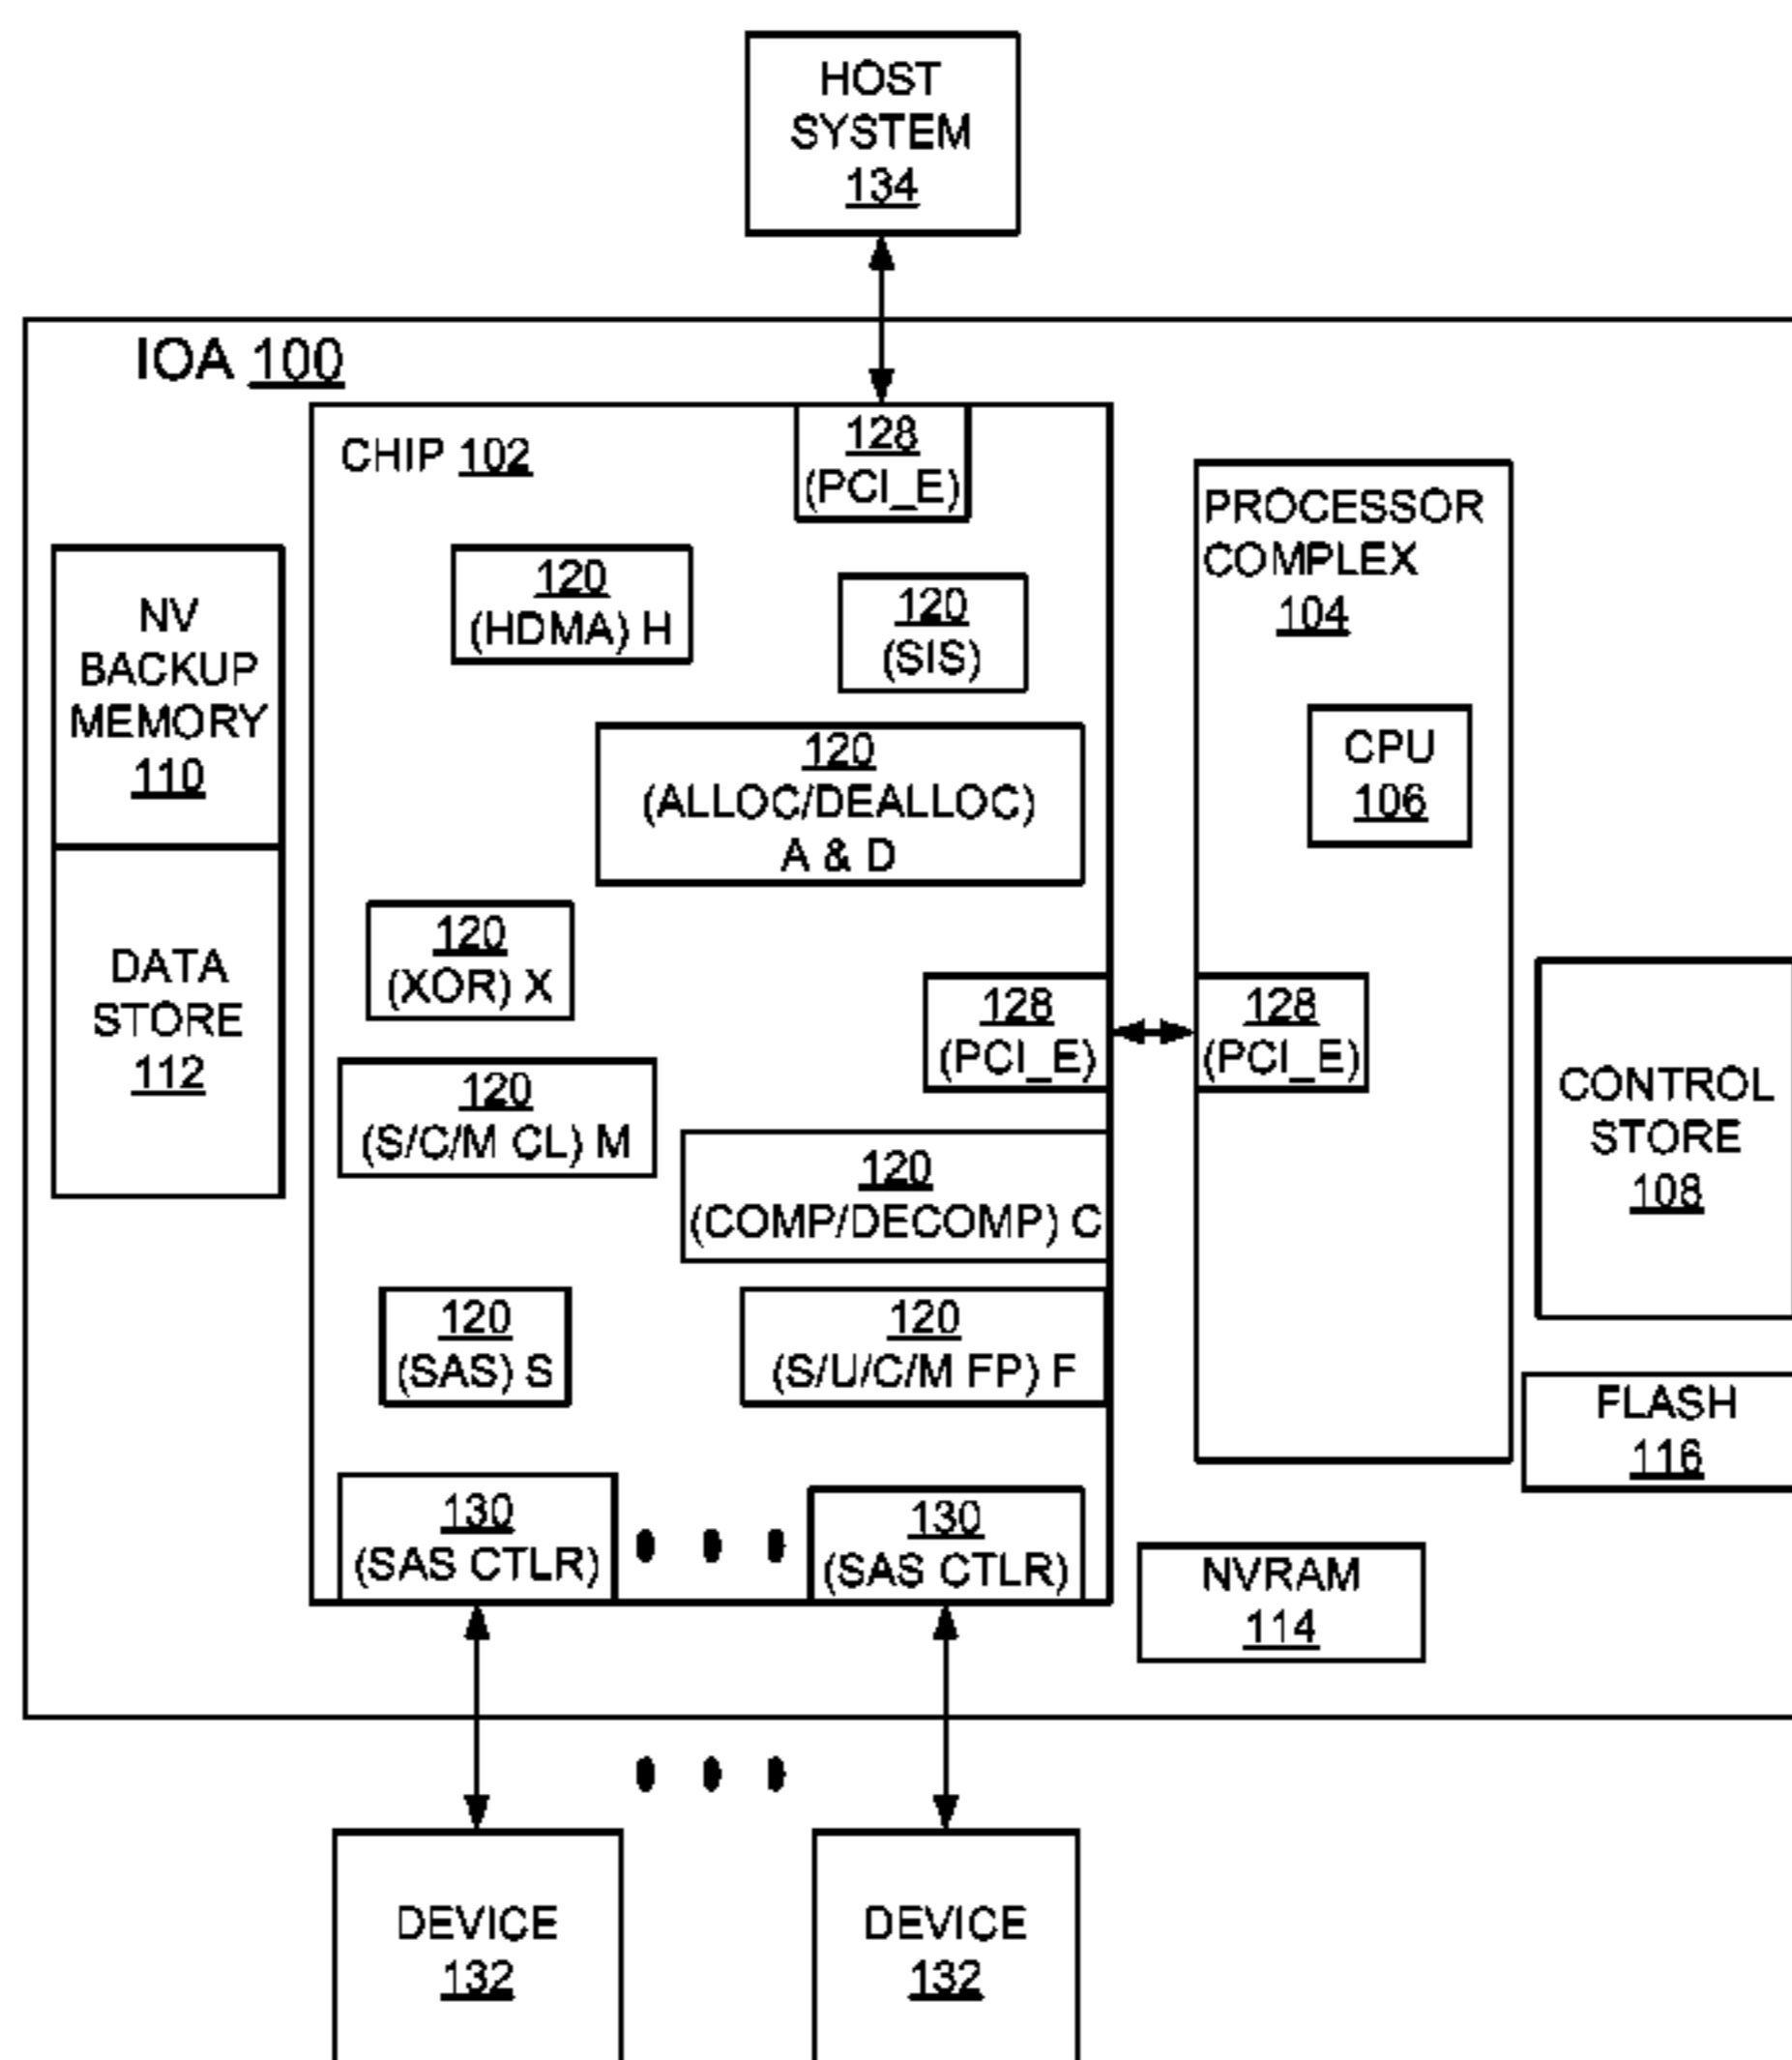 HOST
SYSTEM
134
IOA 100
CHIP 102
128
(PCI_E)
PROCESSOR
COMPLEX
104
NV
BACKUP
MEMORY
110
120
(HDMA) H
120
(SIS)
CPU
106
120
(ALLOC/DEALLOC)
A & D
DATA
STORE
112
120
(XOR) X
128
(PCI_E)
128
(PCI_E)
CONTROL
STORE
108
120
(S/C/M CL) M
120
(COMP/DECOMP) C
120
(SAS) S
120
(S/U/C/M FP) F
FLASH
116
130
(SAS CTLR)
130
(SAS CTLR)
NVRAM
114
DEVICE
132
DEVICE
132